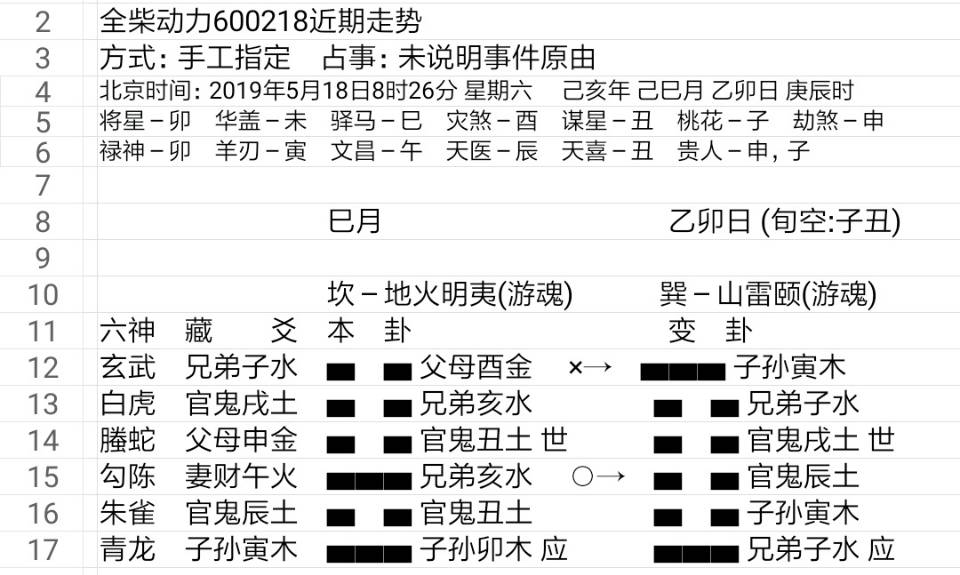 2 全柴动力600218近期走势
3 方式：手工指定 占事：未说明事件原由
4 北京时间：2019年5月18日8时26分 星期六 己亥年 己巳月 乙卯日 庚辰时
5 将星－卯 华盖－未 驿马－巳 灾煞－酉 谋星－丑 桃花－子 劫煞－申
6 禄神－卯 羊刃－寅 文昌－午 天医－辰 天喜－丑 贵人－申，子
7
8 巳月 乙卯日 (旬空:子丑)
9
10 坎－地火明夷(游魂) 巽－山雷颐(游魂)
11 六神 藏 爻 本 卦 变 卦
12 玄武 兄弟子水 父母酉金 ×→ 子孙寅木
13 白虎 官鬼戌土 兄弟亥水 兄弟子水
14 螣蛇 父母申金 官鬼丑土 世 官鬼戌土 世
15 勾陈 妻财午火 兄弟亥水 ○→ 官鬼辰土
16 朱雀 官鬼辰土 官鬼丑土 子孙寅木
17 青龙 子孙寅木 子孙卯木 应 兄弟子水 应